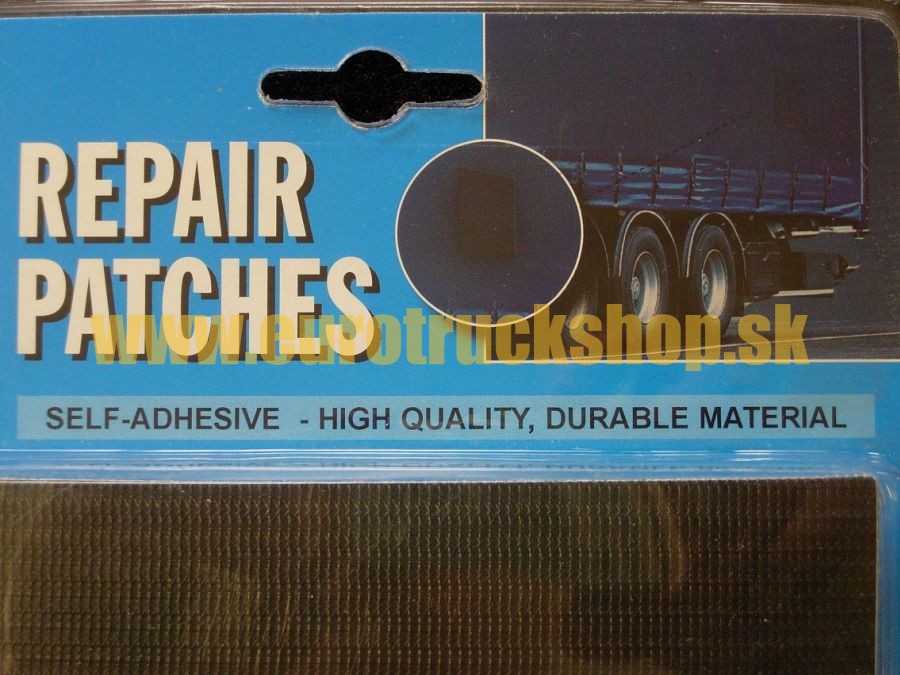 REPAIR
PATCHES
www.eurotruckshop.sk
SELF-ADHESIVE - HIGH QUALITY, DURABLE MATERIAL